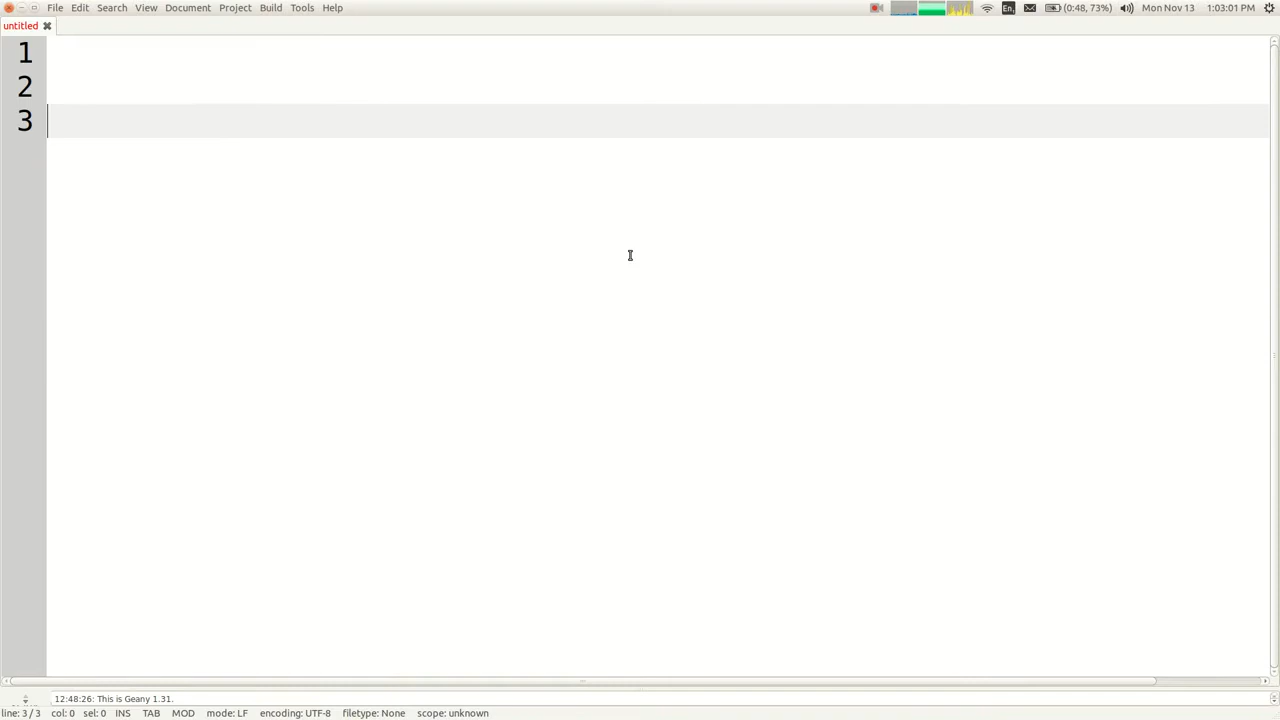 File Edit Search View Document Project Build Tools Help En, (0:48, 73%) Mon Nov 13 1:03:01 PM
untitled
1
2
3
12:48:26: This is Geany 1.31.
line: 3 / 3 col: 0 sel: 0 INS TAB MOD mode: LF encoding: UTF-8 filetype: None scope: unknown